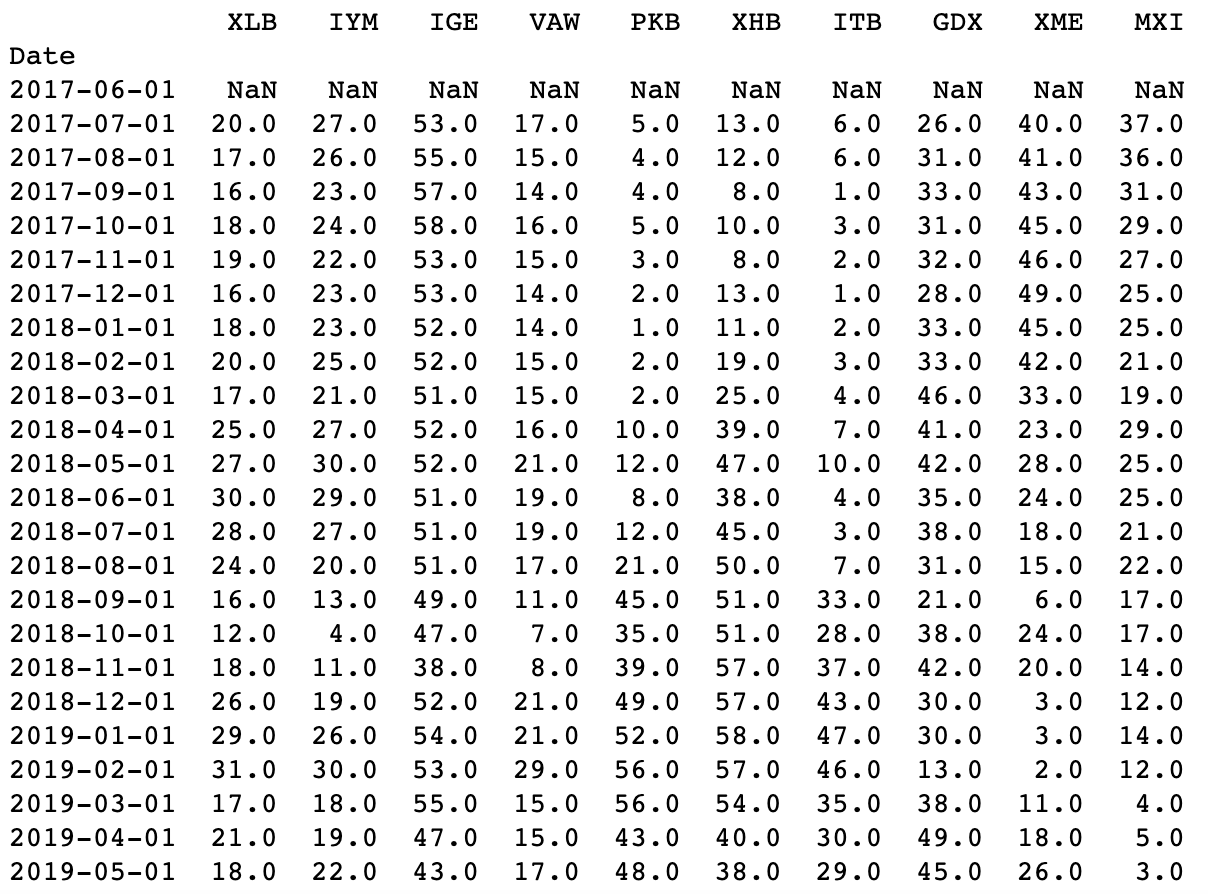 XLB IYM IGE VAW PKB XHB ITB GDX XME MXI
Date
2017-06-01 NaN NaN NaN NaN NaN NaN NaN NaN NaN NaN
2017-07-01 20.0 27.0 53.0 17.0 5.0 13.0 6.0 26.0 40.0 37.0
2017-08-01 17.0 26.0 55.0 15.0 4.0 12.0 6.0 31.0 41.0 36.0
2017-09-01 16.0 23.0 57.0 14.0 4.0 8.0 1.0 33.0 43.0 31.0
2017-10-01 18.0 24.0 58.0 16.0 5.0 10.0 3.0 31.0 45.0 29.0
2017-11-01 19.0 22.0 53.0 15.0 3.0 8.0 2.0 32.0 46.0 27.0
2017-12-01 16.0 23.0 53.0 14.0 2.0 13.0 1.0 28.0 49.0 25.0
2018-01-01 18.0 23.0 52.0 14.0 1.0 11.0 2.0 33.0 45.0 25.0
2018-02-01 20.0 25.0 52.0 15.0 2.0 19.0 3.0 33.0 42.0 21.0
2018-03-01 17.0 21.0 51.0 15.0 2.0 25.0 4.0 46.0 33.0 19.0
2018-04-01 25.0 27.0 52.0 16.0 10.0 39.0 7.0 41.0 23.0 29.0
2018-05-01 27.0 30.0 52.0 21.0 12.0 47.0 10.0 42.0 28.0 25.0
2018-06-01 30.0 29.0 51.0 19.0 8.0 38.0 4.0 35.0 24.0 25.0
2018-07-01 28.0 27.0 51.0 19.0 12.0 45.0 3.0 38.0 18.0 21.0
2018-08-01 24.0 20.0 51.0 17.0 21.0 50.0 7.0 31.0 15.0 22.0
2018-09-01 16.0 13.0 49.0 11.0 45.0 51.0 33.0 21.0 6.0 17.0
2018-10-01 12.0 4.0 47.0 7.0 35.0 51.0 28.0 38.0 24.0 17.0
2018-11-01 18.0 11.0 38.0 8.0 39.0 57.0 37.0 42.0 20.0 14.0
2018-12-01 26.0 19.0 52.0 21.0 49.0 57.0 43.0 30.0 3.0 12.0
2019-01-01 29.0 26.0 54.0 21.0 52.0 58.0 47.0 30.0 3.0 14.0
2019-02-01 31.0 30.0 53.0 29.0 56.0 57.0 46.0 13.0 2.0 12.0
2019-03-01 17.0 18.0 55.0 15.0 56.0 54.0 35.0 38.0 11.0 4.0
2019-04-01 21.0 19.0 47.0 15.0 43.0 40.0 30.0 49.0 18.0 5.0
2019-05-01 18.0 22.0 43.0 17.0 48.0 38.0 29.0 45.0 26.0 3.0